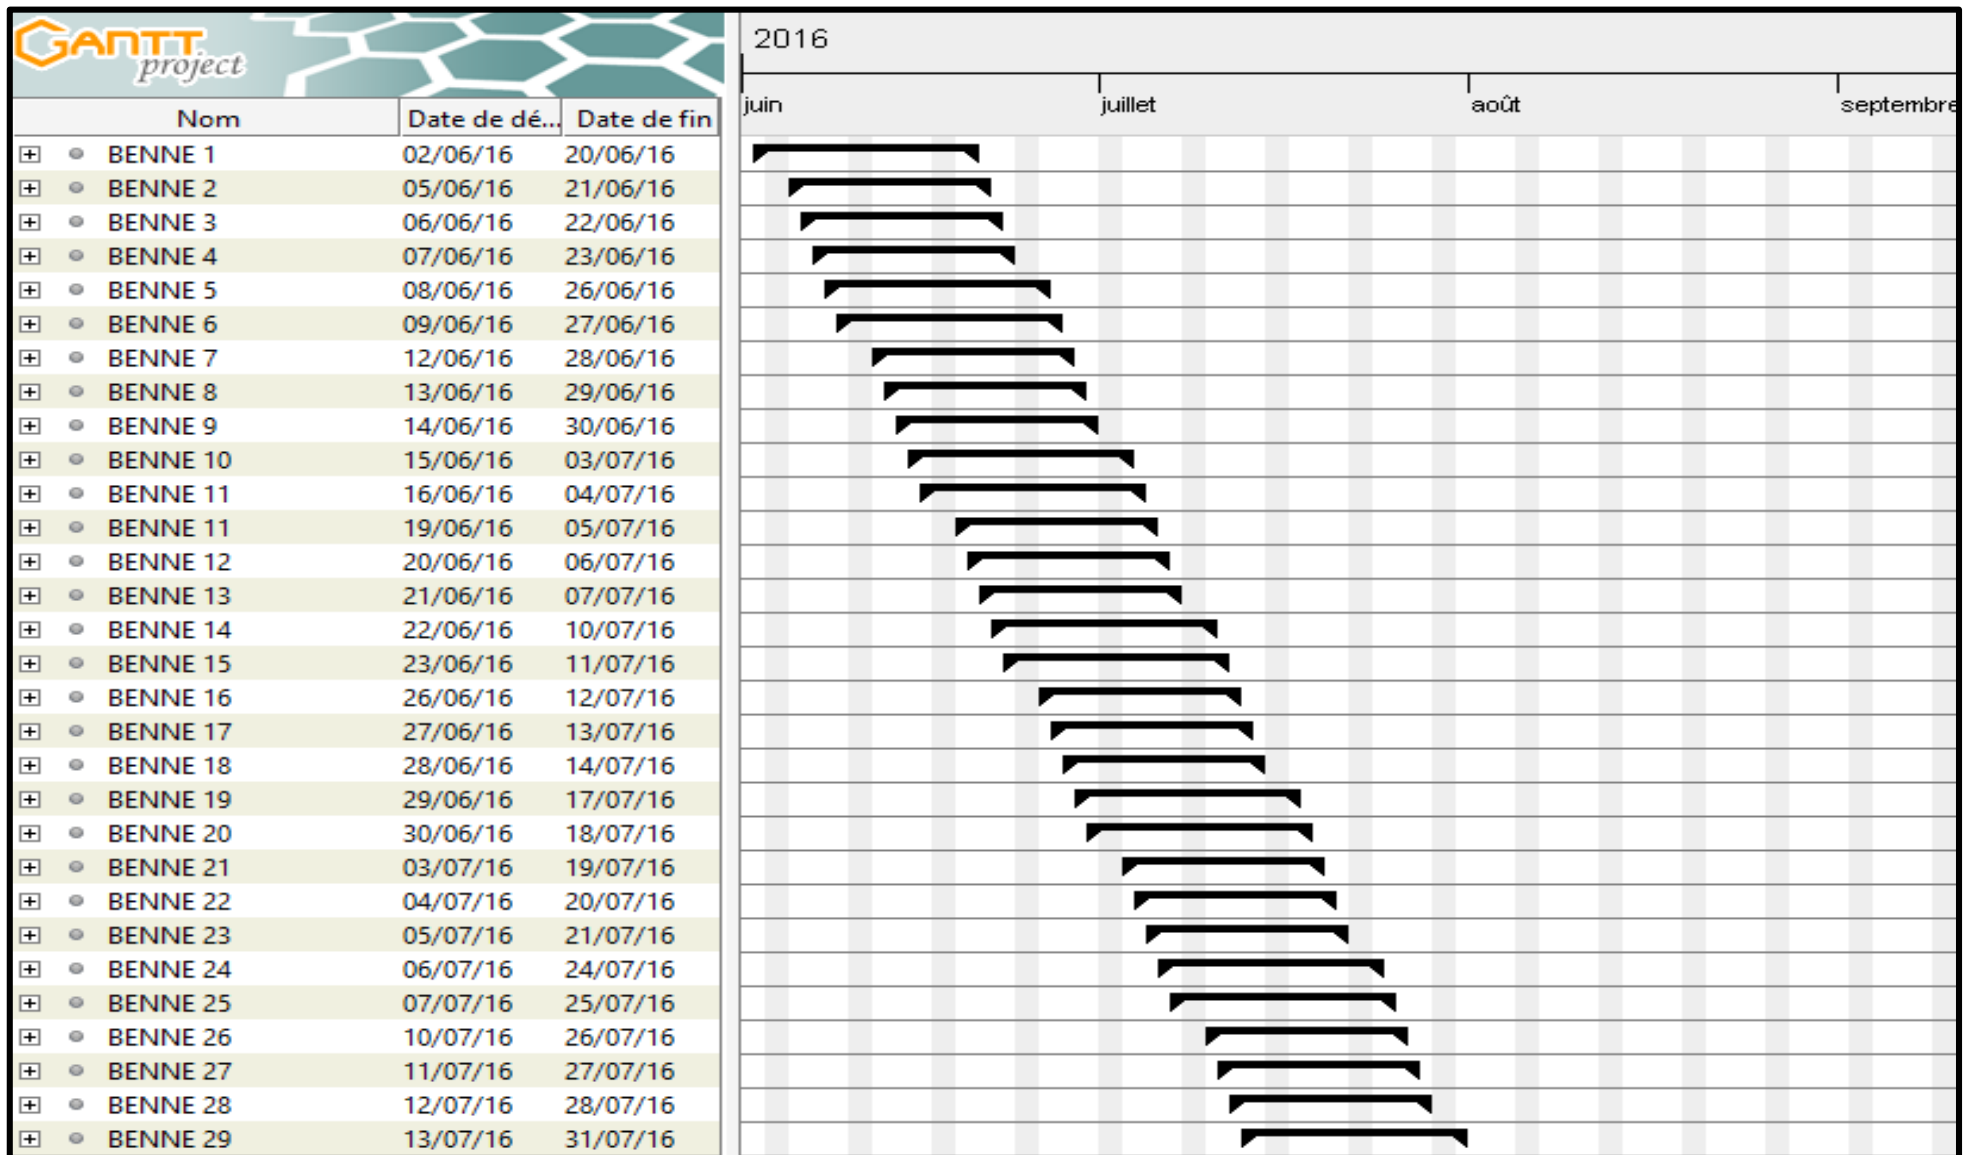 GANTT
project
2016
juin juillet août septembre
Nom Date de dé... Date de fin
BENNE 1 02/06/16 20/06/16
BENNE 2 05/06/16 21/06/16
BENNE 3 06/06/16 22/06/16
BENNE 4 07/06/16 23/06/16
BENNE 5 08/06/16 26/06/16
BENNE 6 09/06/16 27/06/16
BENNE 7 12/06/16 28/06/16
BENNE 8 13/06/16 29/06/16
BENNE 9 14/06/16 30/06/16
BENNE 10 15/06/16 03/07/16
BENNE 11 16/06/16 04/07/16
BENNE 11 19/06/16 05/07/16
BENNE 12 20/06/16 06/07/16
BENNE 13 21/06/16 07/07/16
BENNE 14 22/06/16 10/07/16
BENNE 15 23/06/16 11/07/16
BENNE 16 26/06/16 12/07/16
BENNE 17 27/06/16 13/07/16
BENNE 18 28/06/16 14/07/16
BENNE 19 29/06/16 17/07/16
BENNE 20 30/06/16 18/07/16
BENNE 21 03/07/16 19/07/16
BENNE 22 04/07/16 20/07/16
BENNE 23 05/07/16 21/07/16
BENNE 24 06/07/16 24/07/16
BENNE 25 07/07/16 25/07/16
BENNE 26 10/07/16 26/07/16
BENNE 27 11/07/16 27/07/16
BENNE 28 12/07/16 28/07/16
BENNE 29 13/07/16 31/07/16